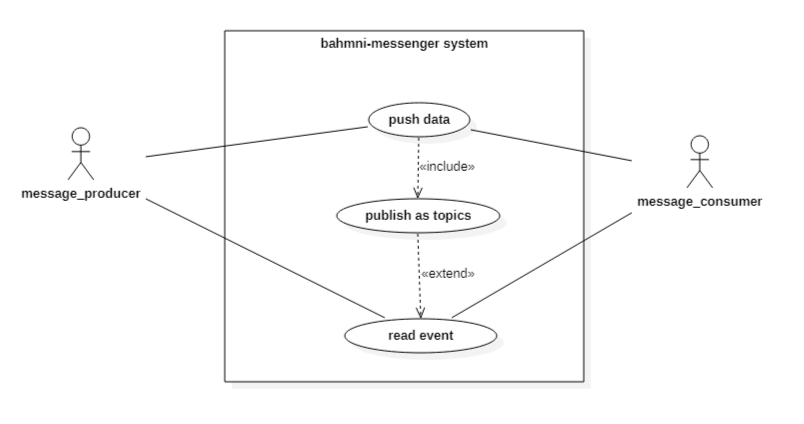 bahmni-messenger system
push data
«include»
message_producer
message_consumer
publish as topics
«extend»
read event